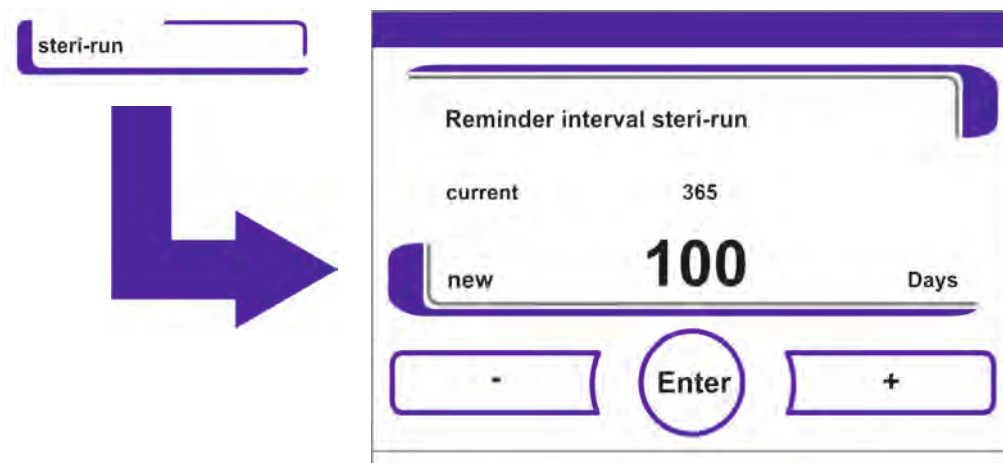 steri-run
Reminder interval steri-run
current 365
new 100 Days
- Enter +